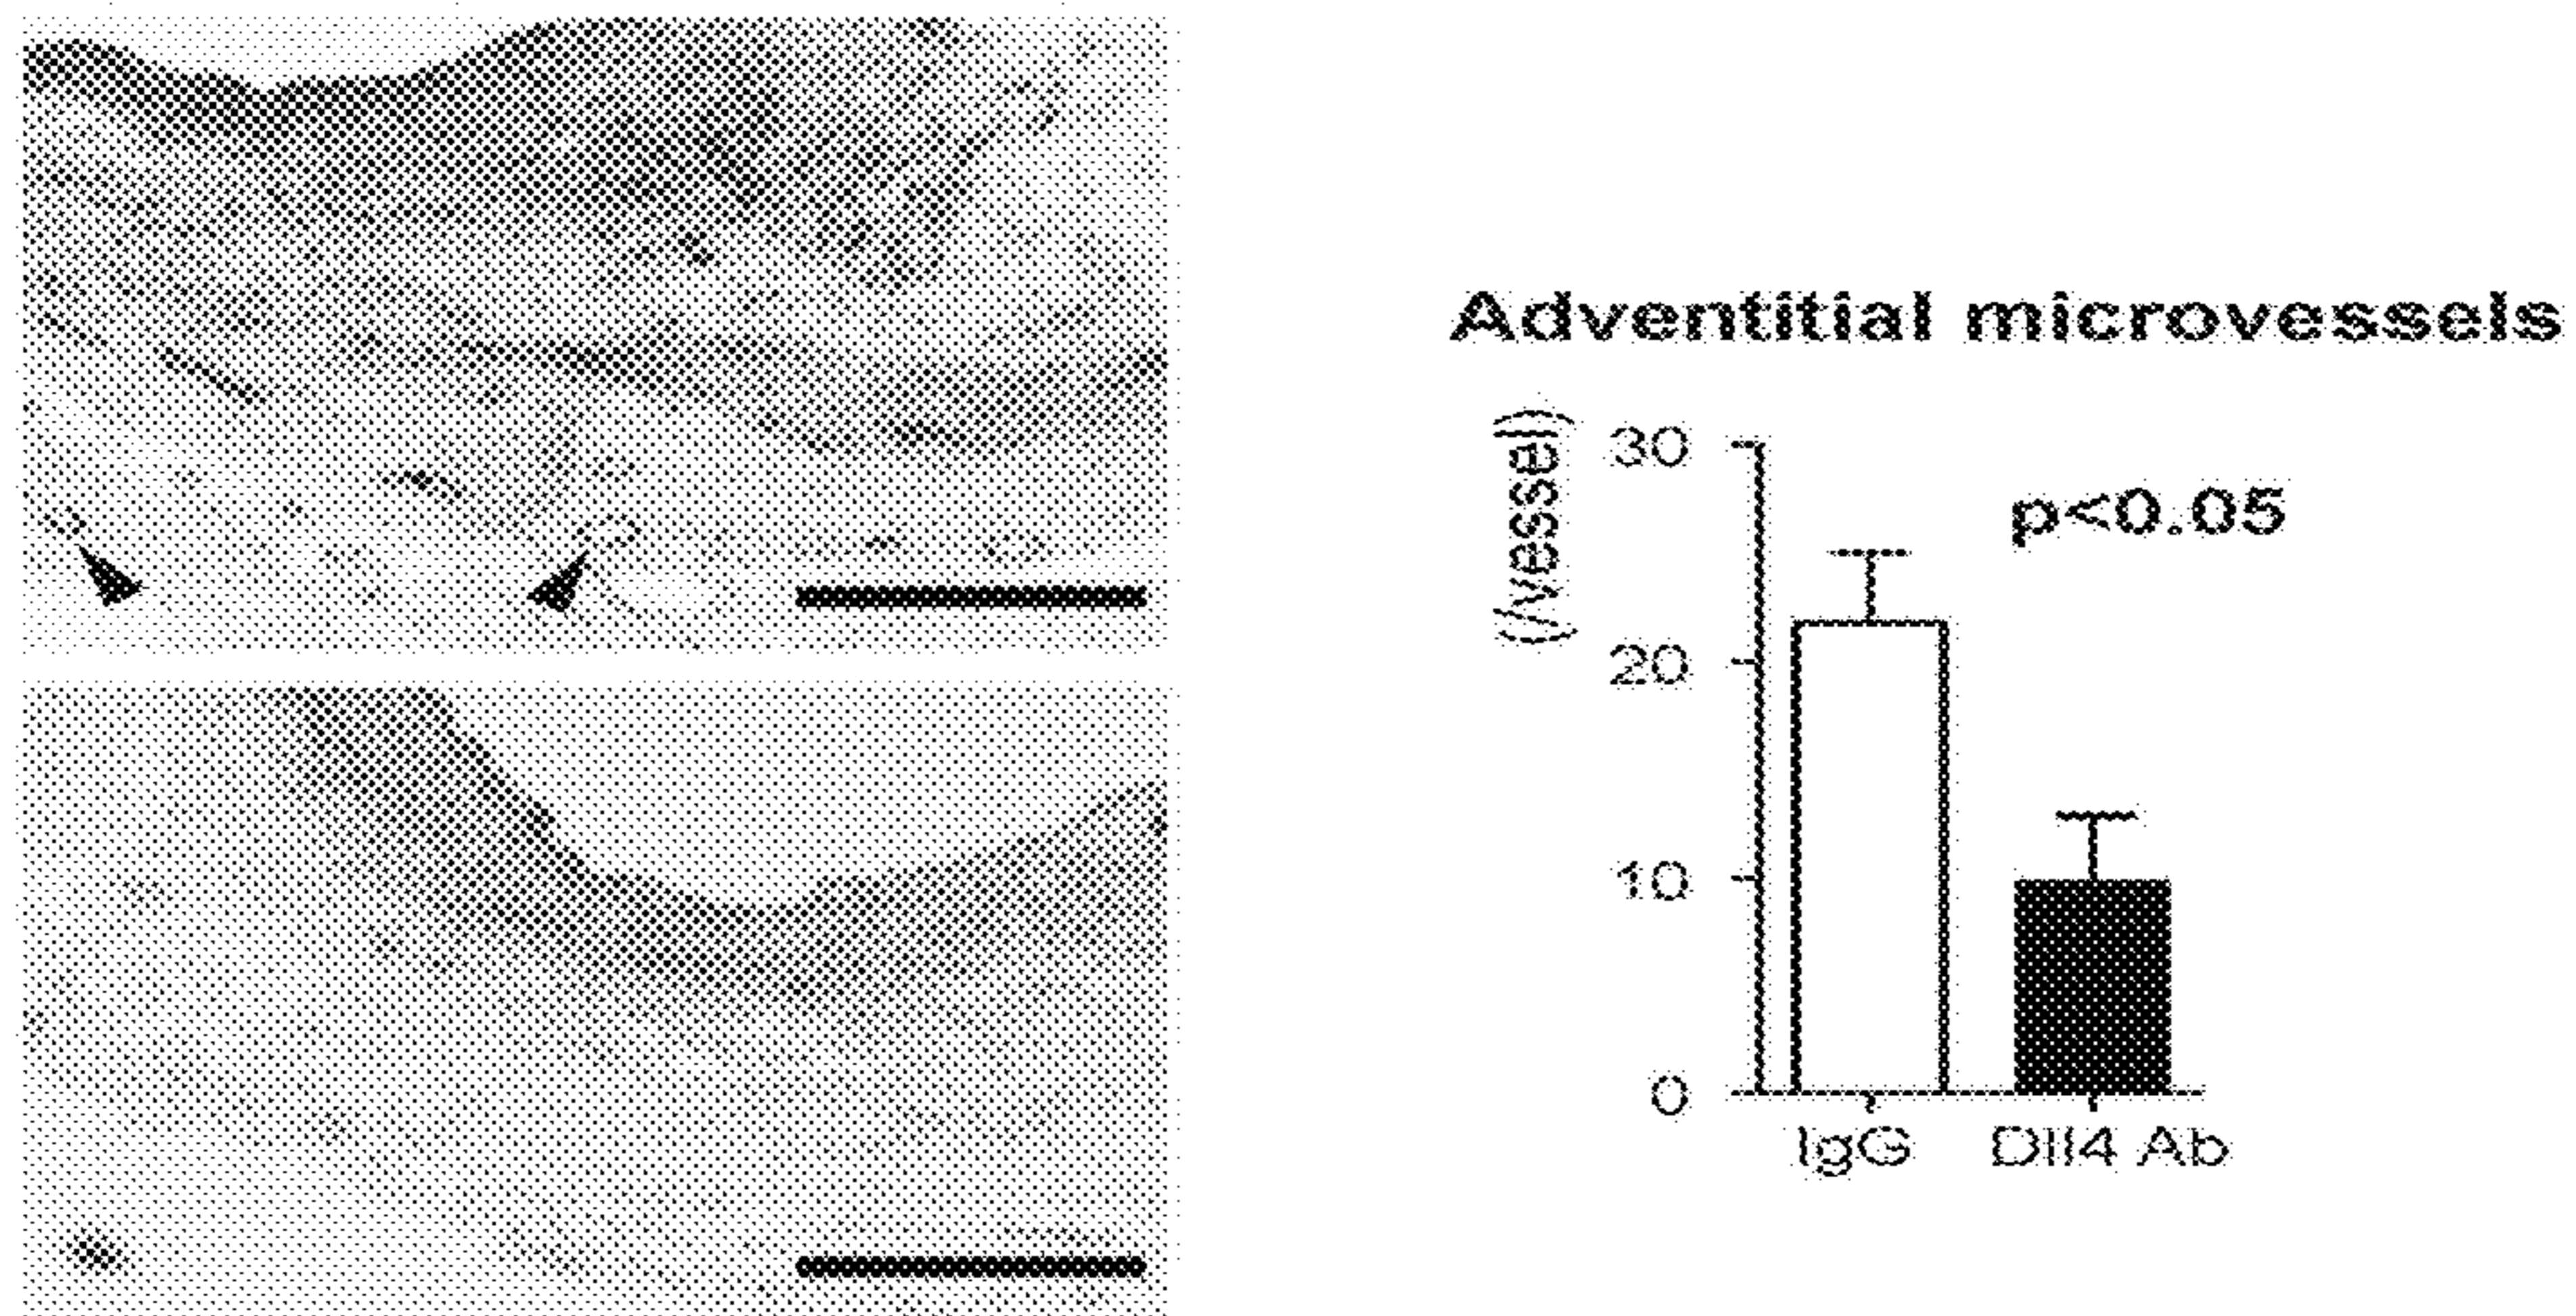 Adventitial microvessels
(/vessel)
30
p<0.05
20
10
0
IgG
Dll4 Ab